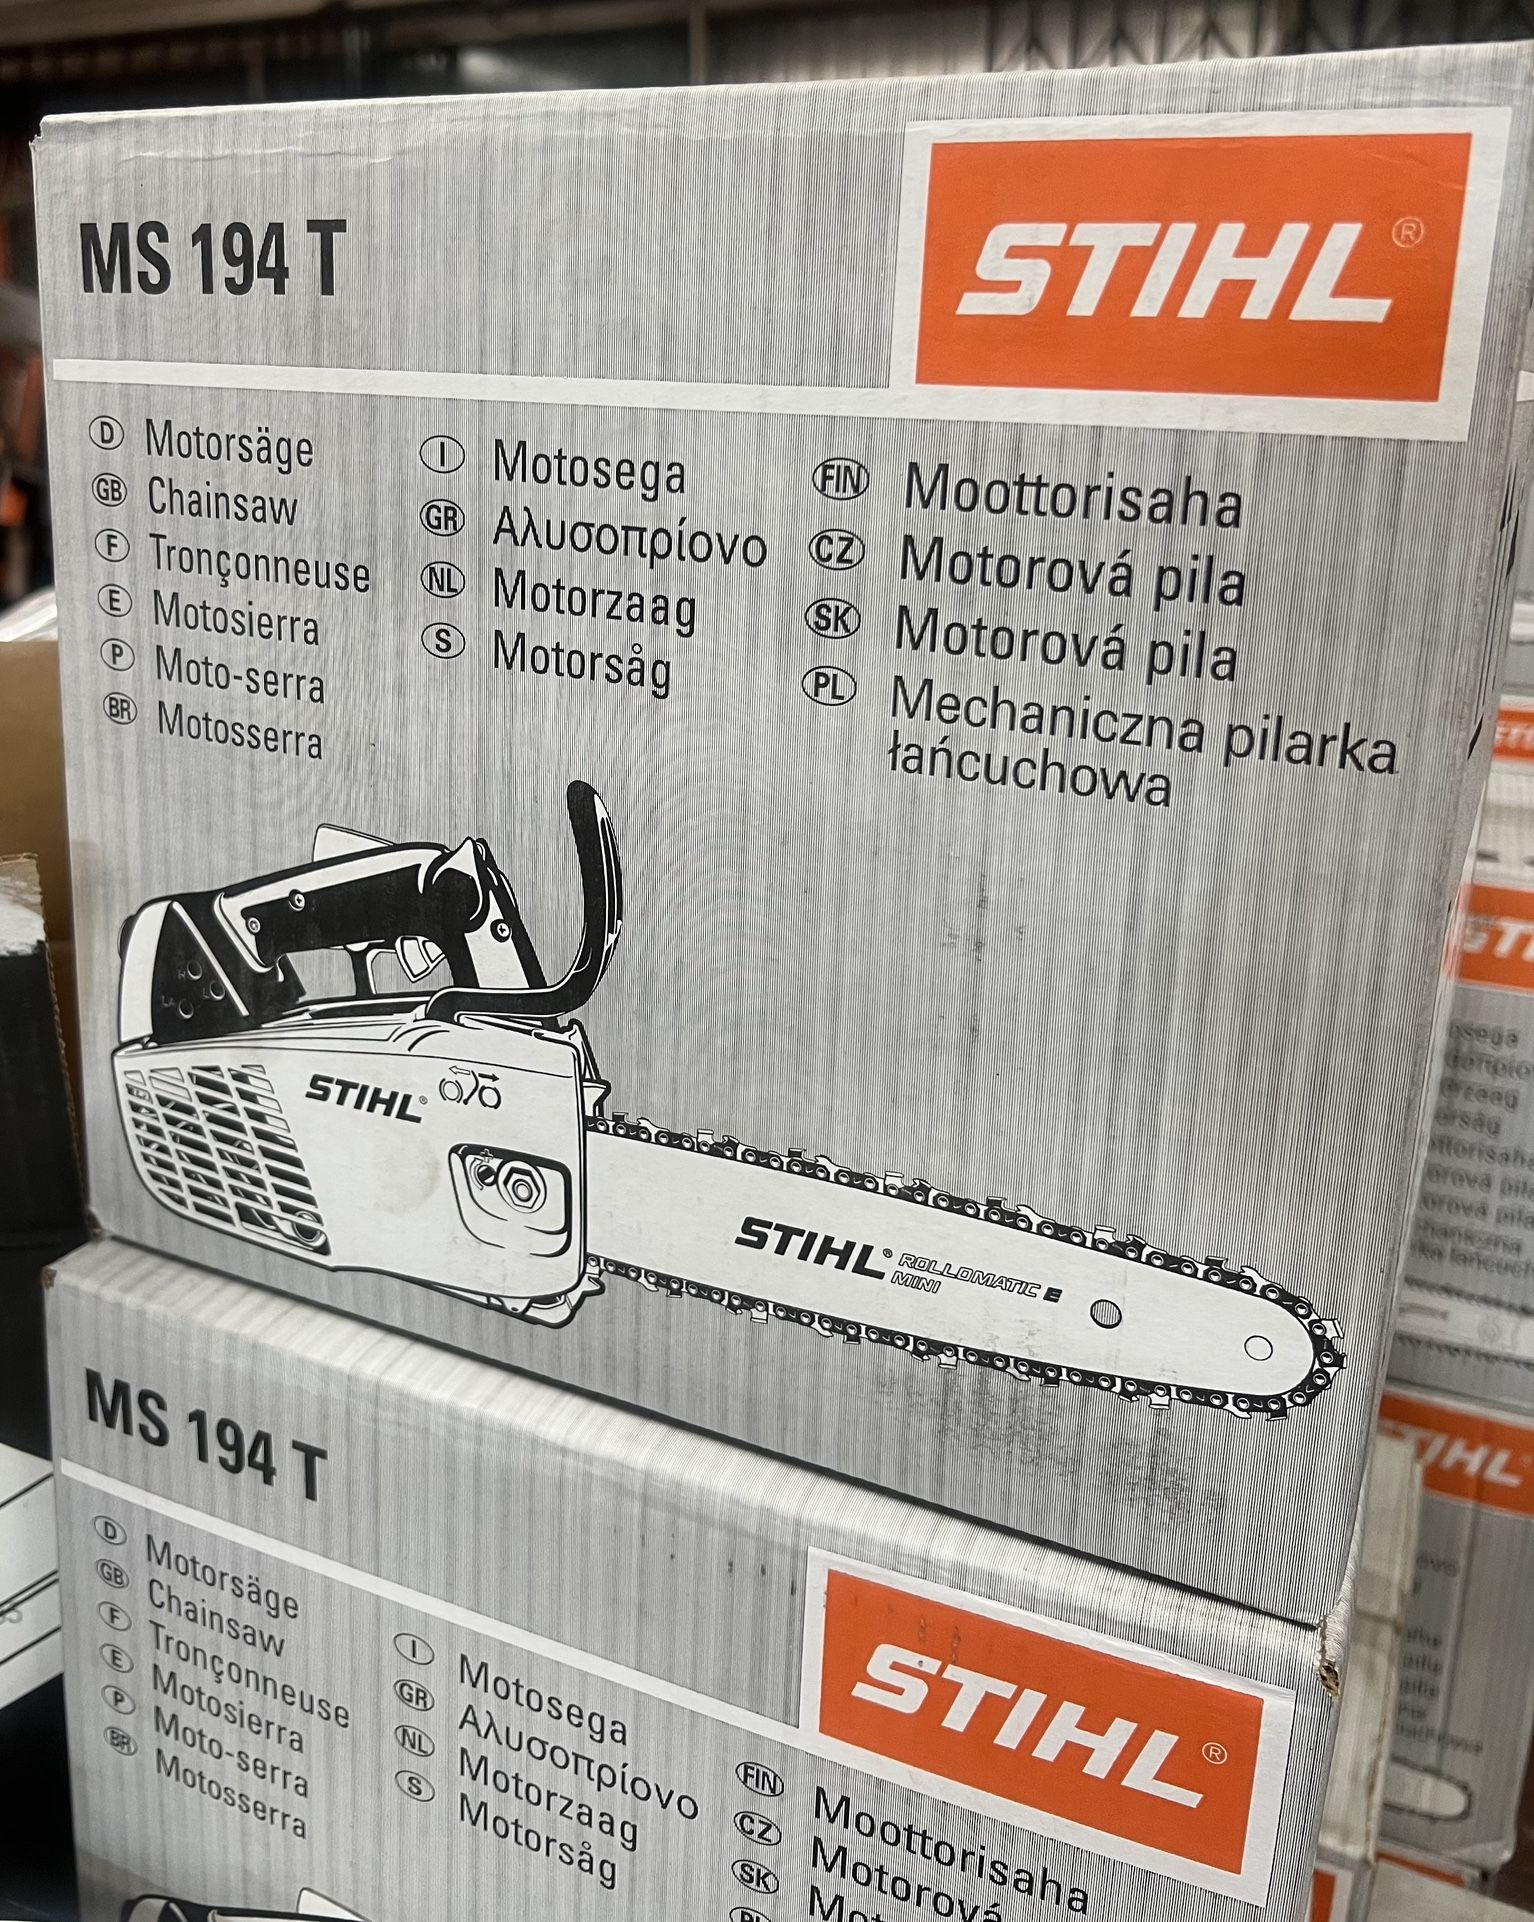 MS 194 T
STIHL®
D Motorsäge
GB Chainsaw
F Tronçonneuse
E Motosierra
P Moto-serra
BR Motosserra
I Motosega
GR Αλυσοπρίονο
NL Motorzaag
S Motorsåg
FIN Moottorisaha
CZ Motorová pila
SK Motorová pila
PL Mechaniczna pilarka
łańcuchowa
STIHL®
STIHL® ROLLOMATIC E
MINI
MS 194 T
STIHL®
D Motorsäge
GB Chainsaw
F Tronçonneuse
E Motosierra
P Moto-serra
BR Motosserra
I Motosega
GR Αλυσοπρίονο
NL Motorzaag
S Motorsåg
FIN Moottorisaha
CZ Motorová
SK
STIHL